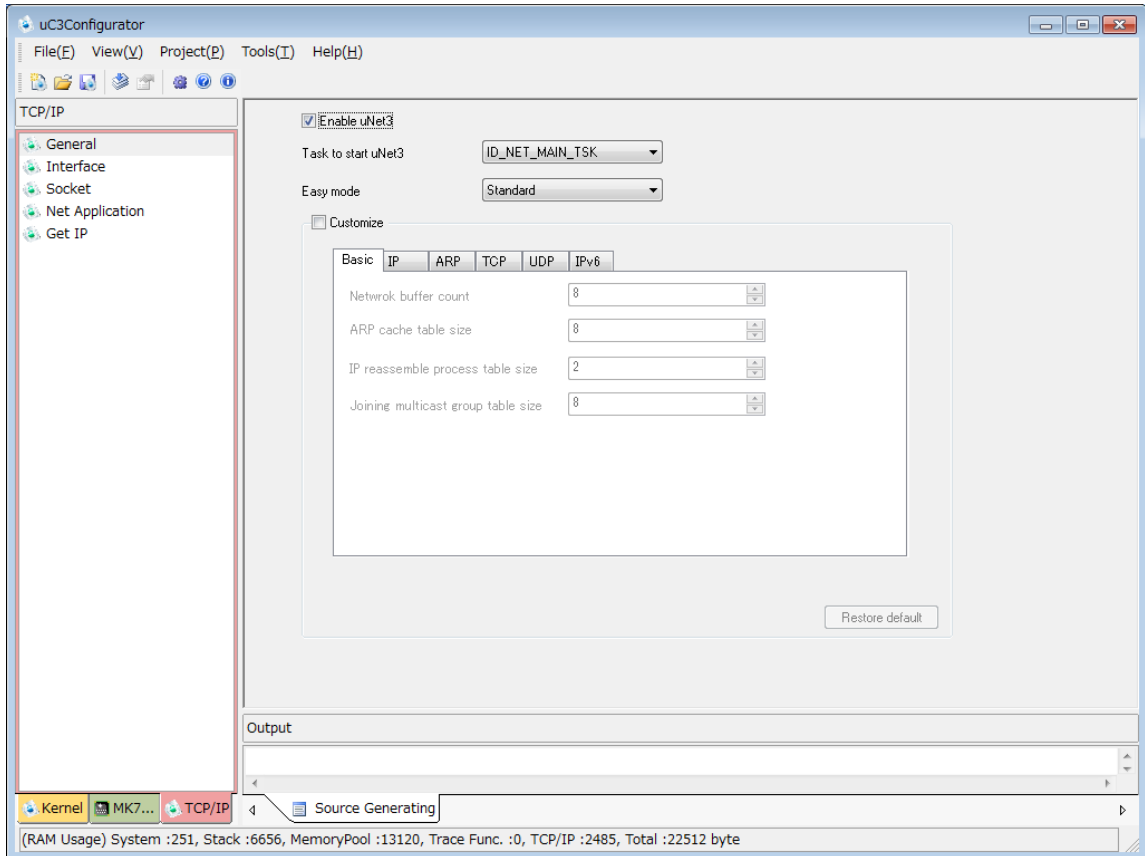 uC3Configurator
File(F) View(V) Project(P) Tools(T) Help(H)
TCP/IP
General
Interface
Socket
Net Application
Get IP
Enable uNet3
Task to start uNet3 ID_NET_MAIN_TSK
Easy mode Standard
Customize
Basic IP ARP TCP UDP IPv6
Netwrok buffer count 8
ARP cache table size 8
IP reassemble process table size 2
Joining multicast group table size 8
Restore default
Output
Kernel MK7... TCP/IP
Source Generating
(RAM Usage) System :251, Stack :6656, MemoryPool :13120, Trace Func. :0, TCP/IP :2485, Total :22512 byte